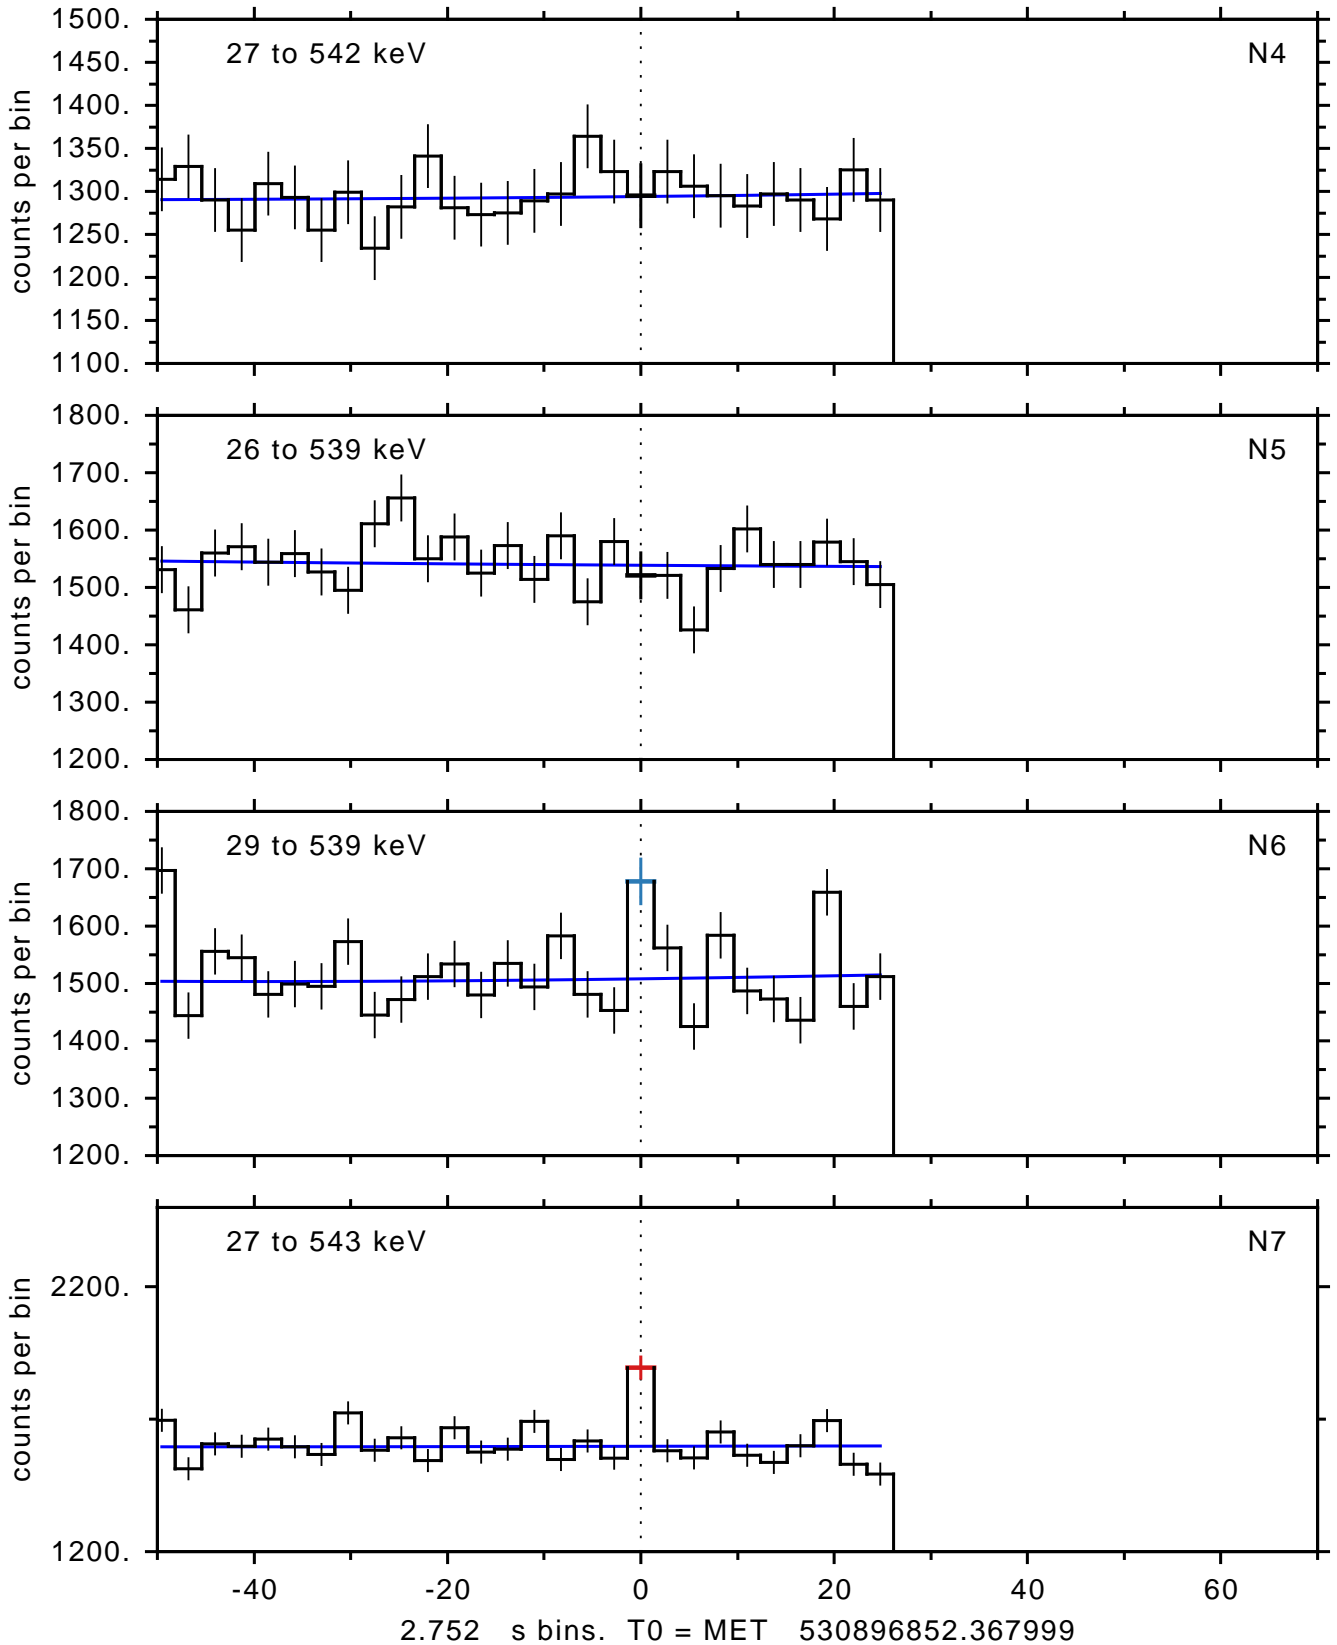 1500.
27 to 542 keV N4
1450.
1400.
1350.
1300.
1250.
1200.
1150.
1100.
counts per bin
1800.
26 to 539 keV N5
1700.
1600.
1500.
1400.
1300.
1200.
counts per bin
1800.
29 to 539 keV N6
1700.
1600.
1500.
1400.
1300.
1200.
counts per bin
27 to 543 keV N7
2200.
1200.
counts per bin
-40 -20 0 20 40 60
2.752 s bins. T0 = MET 530896852.367999